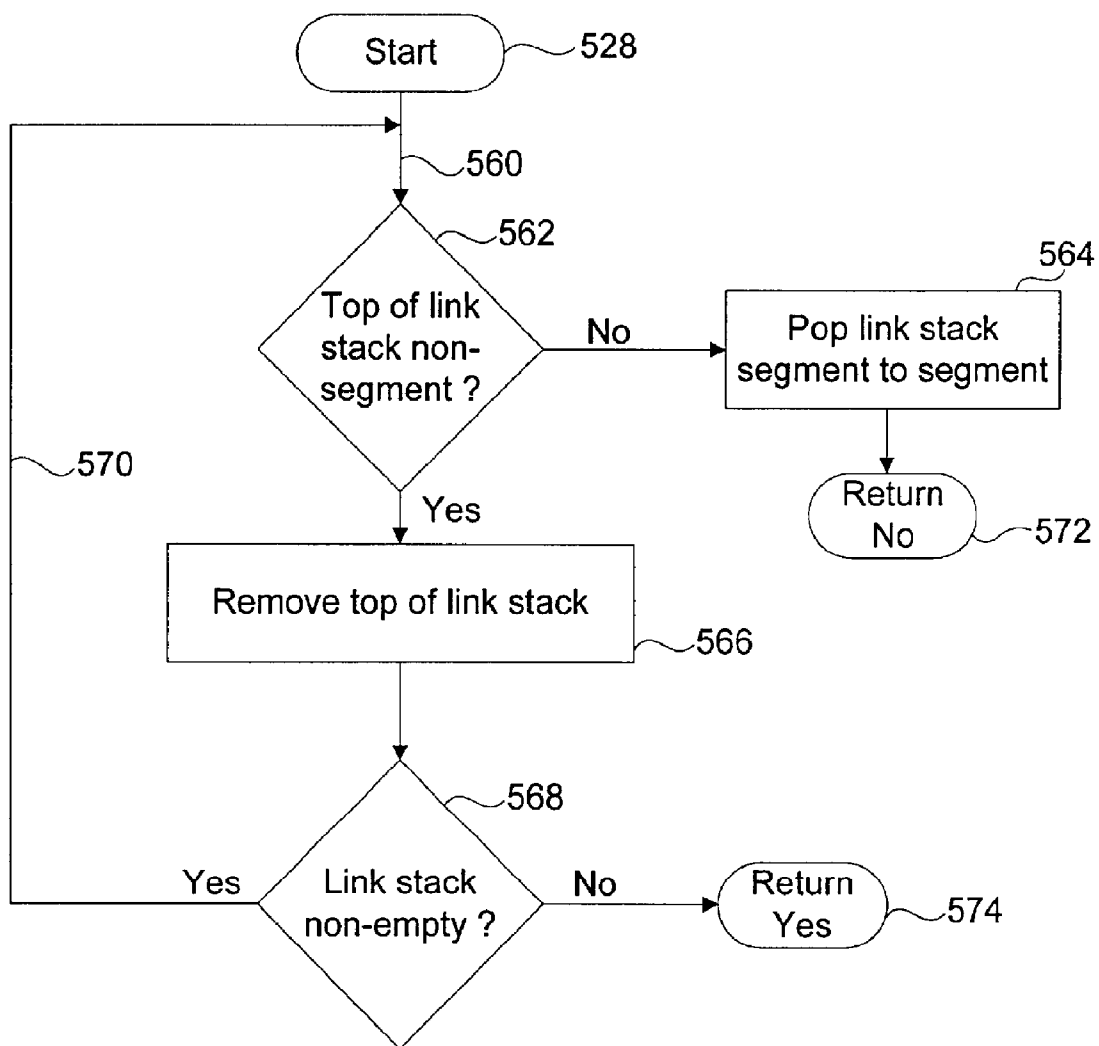 Start
528
560
562
Top of link
stack non-
segment ?
No
564
Pop link stack
segment to segment
Return
No
572
570
Yes
Remove top of link stack
566
568
Yes
Link stack
non-empty ?
No
Return
Yes
574